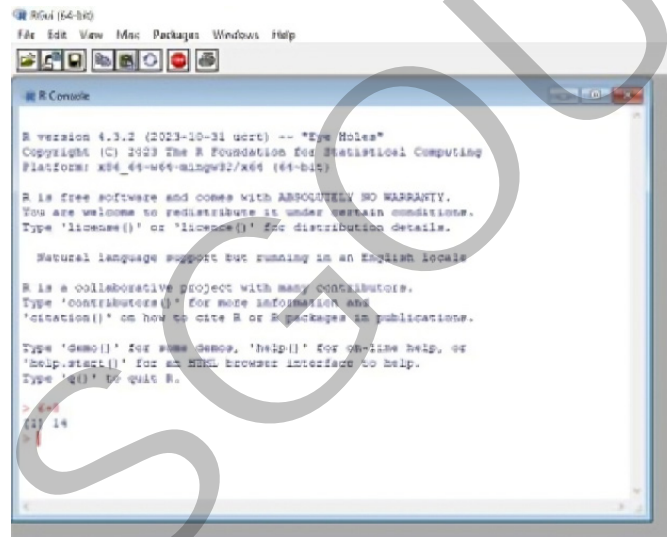 RGui (64-bit)
File Edit View Misc Packages Windows Help
R Console
R version 4.3.2 (2023-10-31 ucrt) -- "Eye Holes"
Copyright (C) 2023 The R Foundation for Statistical Computing
Platform: x86_64-w64-mingw32/x64 (64-bit)
R is free software and comes with ABSOLUTELY NO WARRANTY.
You are welcome to redistribute it under certain conditions.
Type 'license()' or 'licence()' for distribution details.
Natural language support but running in an English locale
R is a collaborative project with many contributors.
Type 'contributors()' for more information and
'citation()' on how to cite R or R packages in publications.
Type 'demo()' for some demos, 'help()' for on-line help, or
'help.start()' for an HTML browser interface to help.
Type 'q()' to quit R.
> 6+8
[1] 14
>
SGOU